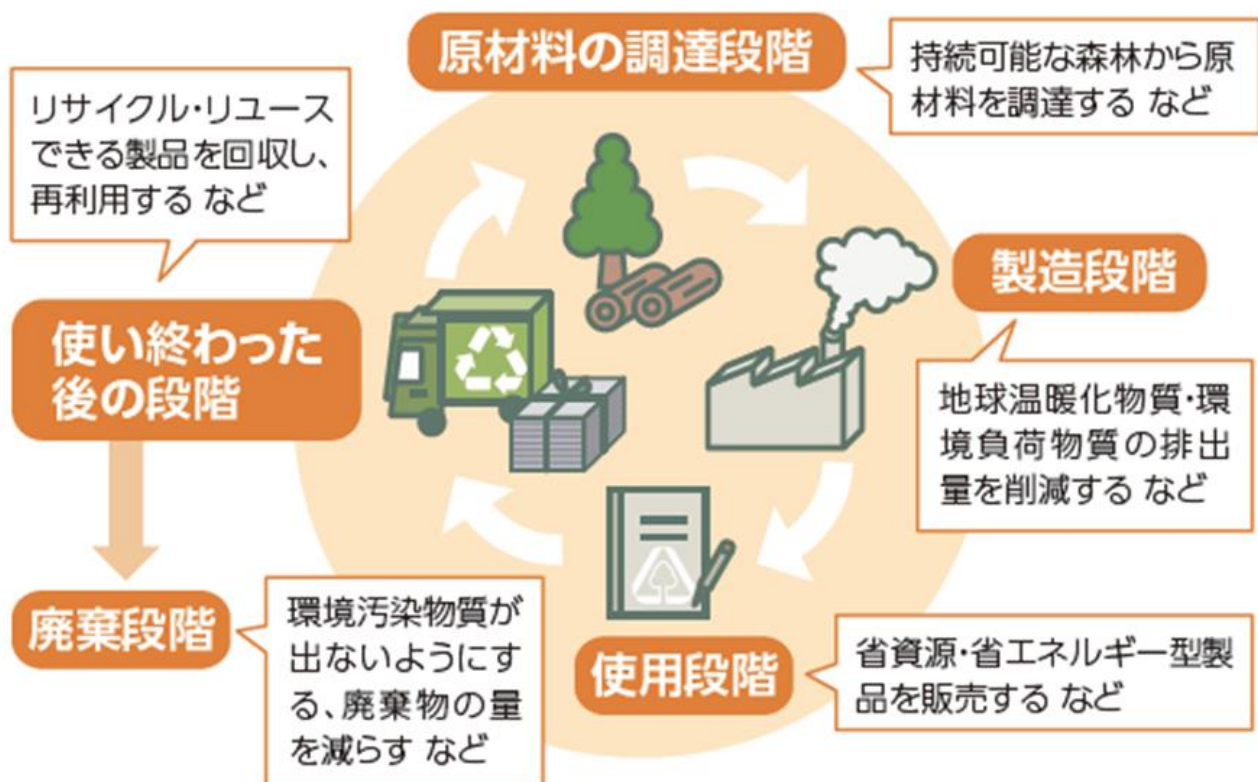 原材料の調達段階
持続可能な森林から原
材料を調達する など
製造段階
地球温暖化物質・環
境負荷物質の排出
量を削減する など
使用段階
省資源・省エネルギー型製
品を販売する など
使い終わった
後の段階
リサイクル・リユース
できる製品を回収し、
再利用する など
廃棄段階
環境汚染物質が
出ないようにす
る、廃棄物の量
を減らす など